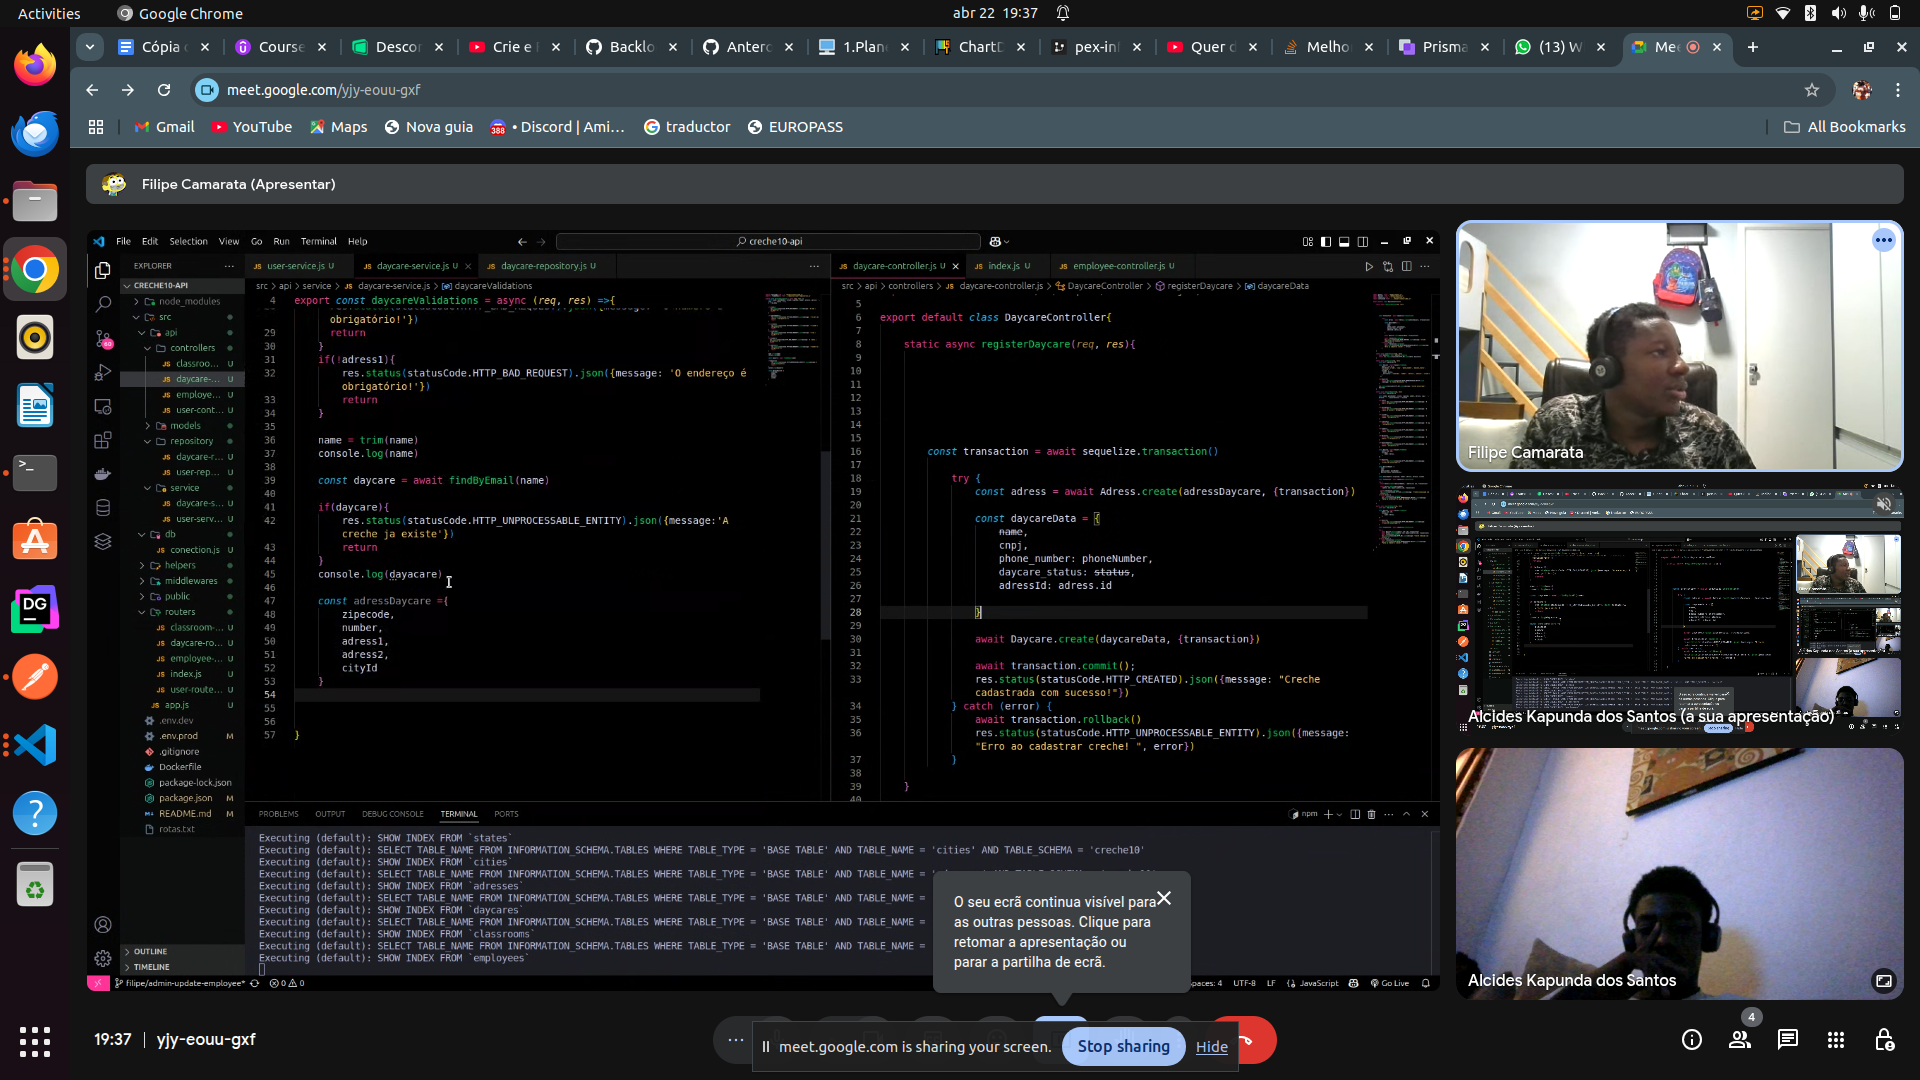 Activities
Google Chrome
abr 22 19:37
Cópia
Course
Descor
Crie e
Backlo
Anterc
1.Plan
ChartD
pex-in
Quer
Melho
Prisma
(13) W
Mee
meet.google.com/yjy-eouu-gxf
Gmail
YouTube
Maps
Nova guia
388
• Discord | Ami...
traductor
EUROPASS
All Bookmarks
Filipe Camarata (Apresentar)
File Edit Selection View Go Run Terminal Help
creche10-api
EXPLORER
CRECHE10-API
node_modules
src
api
controllers
classroo... U
daycare-... U
employe... U
user-cont... U
models
repository
daycare-r... U
user-rep... U
service
daycare-s... U
user-serv... U
db
conection.js U
helpers
middlewares
public
routers
classroom-... U
daycare-ro... U
employee-... U
index.js U
user-route... U
app.js U
.env.dev
.env.prod M
.gitignore
Dockerfile
package-lock.json
package.json M
README.md M
rotas.txt
OUTLINE
TIMELINE
user-service.js U
daycare-service.js U
daycare-repository.js U
src > api > service > JS daycare-service.js > daycareValidations
4 export const daycareValidations = async (req, res) =>{
obrigatório!'})
29 return
30 }
31 if(!adress1){
32 res.status(statusCode.HTTP_BAD_REQUEST).json({message: 'O endereço é
obrigatório!'})
33 return
34 }
35
36 name = trim(name)
37 console.log(name)
38
39 const daycare = await findByEmail(name)
40
41 if(daycare){
42 res.status(statusCode.HTTP_UNPROCESSABLE_ENTITY).json({message:'A
creche ja existe'})
43 return
44 }
45 console.log(dayacare)
46
47 const adressDaycare ={
48 zipecode,
49 number,
50 adress1,
51 adress2,
52 cityId
53 }
54
55
56
57 }
daycare-controller.js U
index.js U
employee-controller.js U
src > api > controllers > JS daycare-controller.js > DaycareController > registerDaycare > daycareData
5
6 export default class DaycareController{
7
8 static async registerDaycare(req, res){
9
10
11
12
13
14
15
16 const transaction = await sequelize.transaction()
17
18 try {
19 const adress = await Adress.create(adressDaycare, {transaction})
20
21 const daycareData = {
22 name,
23 cnpj,
24 phone_number: phoneNumber,
25 daycare_status: status,
26 adressId: adress.id
27
28 }
29
30 await Daycare.create(daycareData, {transaction})
31
32 await transaction.commit();
33 res.status(statusCode.HTTP_CREATED).json({message: "Creche
cadastrada com sucesso!"})
34 } catch (error) {
35 await transaction.rollback()
36 res.status(statusCode.HTTP_UNPROCESSABLE_ENTITY).json({message:
"Erro ao cadastrar creche! ", error})
37 }
38
39 }
40
PROBLEMS OUTPUT DEBUG CONSOLE TERMINAL PORTS
npm
Executing (default): SHOW INDEX FROM `states`
Executing (default): SELECT TABLE_NAME FROM INFORMATION_SCHEMA.TABLES WHERE TABLE_TYPE = 'BASE TABLE' AND TABLE_NAME = 'cities' AND TABLE_SCHEMA = 'creche10'
Executing (default): SHOW INDEX FROM `cities`
Executing (default): SELECT TABLE_NAME FROM INFORMATION_SCHEMA.TABLES WHERE TABLE_TYPE = 'BASE TABLE' AND TABLE_NAME =
Executing (default): SHOW INDEX FROM `adresses`
Executing (default): SELECT TABLE_NAME FROM INFORMATION_SCHEMA.TABLES WHERE TABLE_TYPE = 'BASE TABLE' AND TABLE_NAME =
Executing (default): SHOW INDEX FROM `daycares`
Executing (default): SELECT TABLE_NAME FROM INFORMATION_SCHEMA.TABLES WHERE TABLE_TYPE = 'BASE TABLE' AND TABLE_NAME =
Executing (default): SHOW INDEX FROM `classrooms`
Executing (default): SELECT TABLE_NAME FROM INFORMATION_SCHEMA.TABLES WHERE TABLE_TYPE = 'BASE TABLE' AND TABLE_NAME =
Executing (default): SHOW INDEX FROM `employees`
filipe/admin-update-employee*
0 0
paces: 4 UTF-8 LF JavaScript Go Live
O seu ecrã continua visível para
as outras pessoas. Clique para
retomar a apresentação ou
parar a partilha de ecrã.
Filipe Camarata
Alcides Kapunda dos Santos (a sua apresentação)
Alcides Kapunda dos Santos
19:37 | yjy-eouu-gxf
meet.google.com is sharing your screen.
Stop sharing
Hide
4